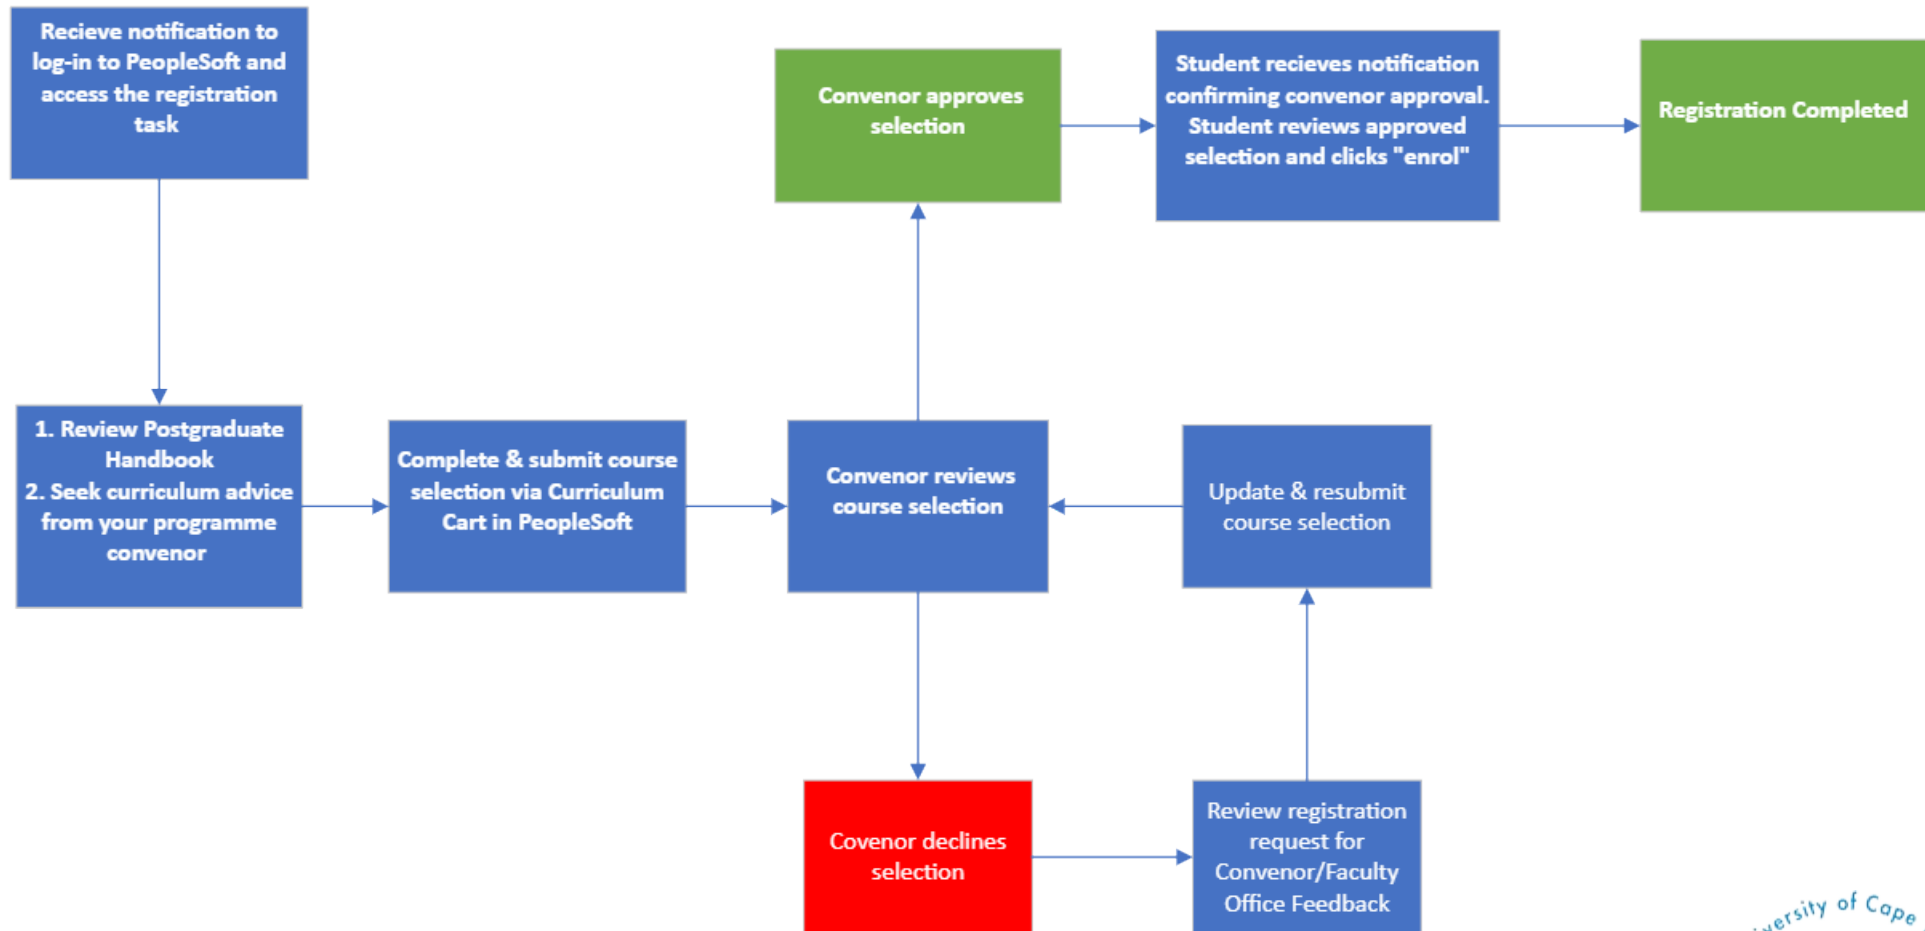 Recieve notification to
log-in to PeopleSoft and
access the registration
task
1. Review Postgraduate
Handbook
2. Seek curriculum advice
from your programme
convenor
Complete & submit course
selection via Curriculum
Cart in PeopleSoft
Convenor reviews
course selection
Convenor approves
selection
Student recieves notification
confirming convenor approval.
Student reviews approved
selection and clicks "enrol"
Registration Completed
Covenor declines
selection
Review registration
request for
Convenor/Faculty
Office Feedback
Update & resubmit
course selection
of Cape